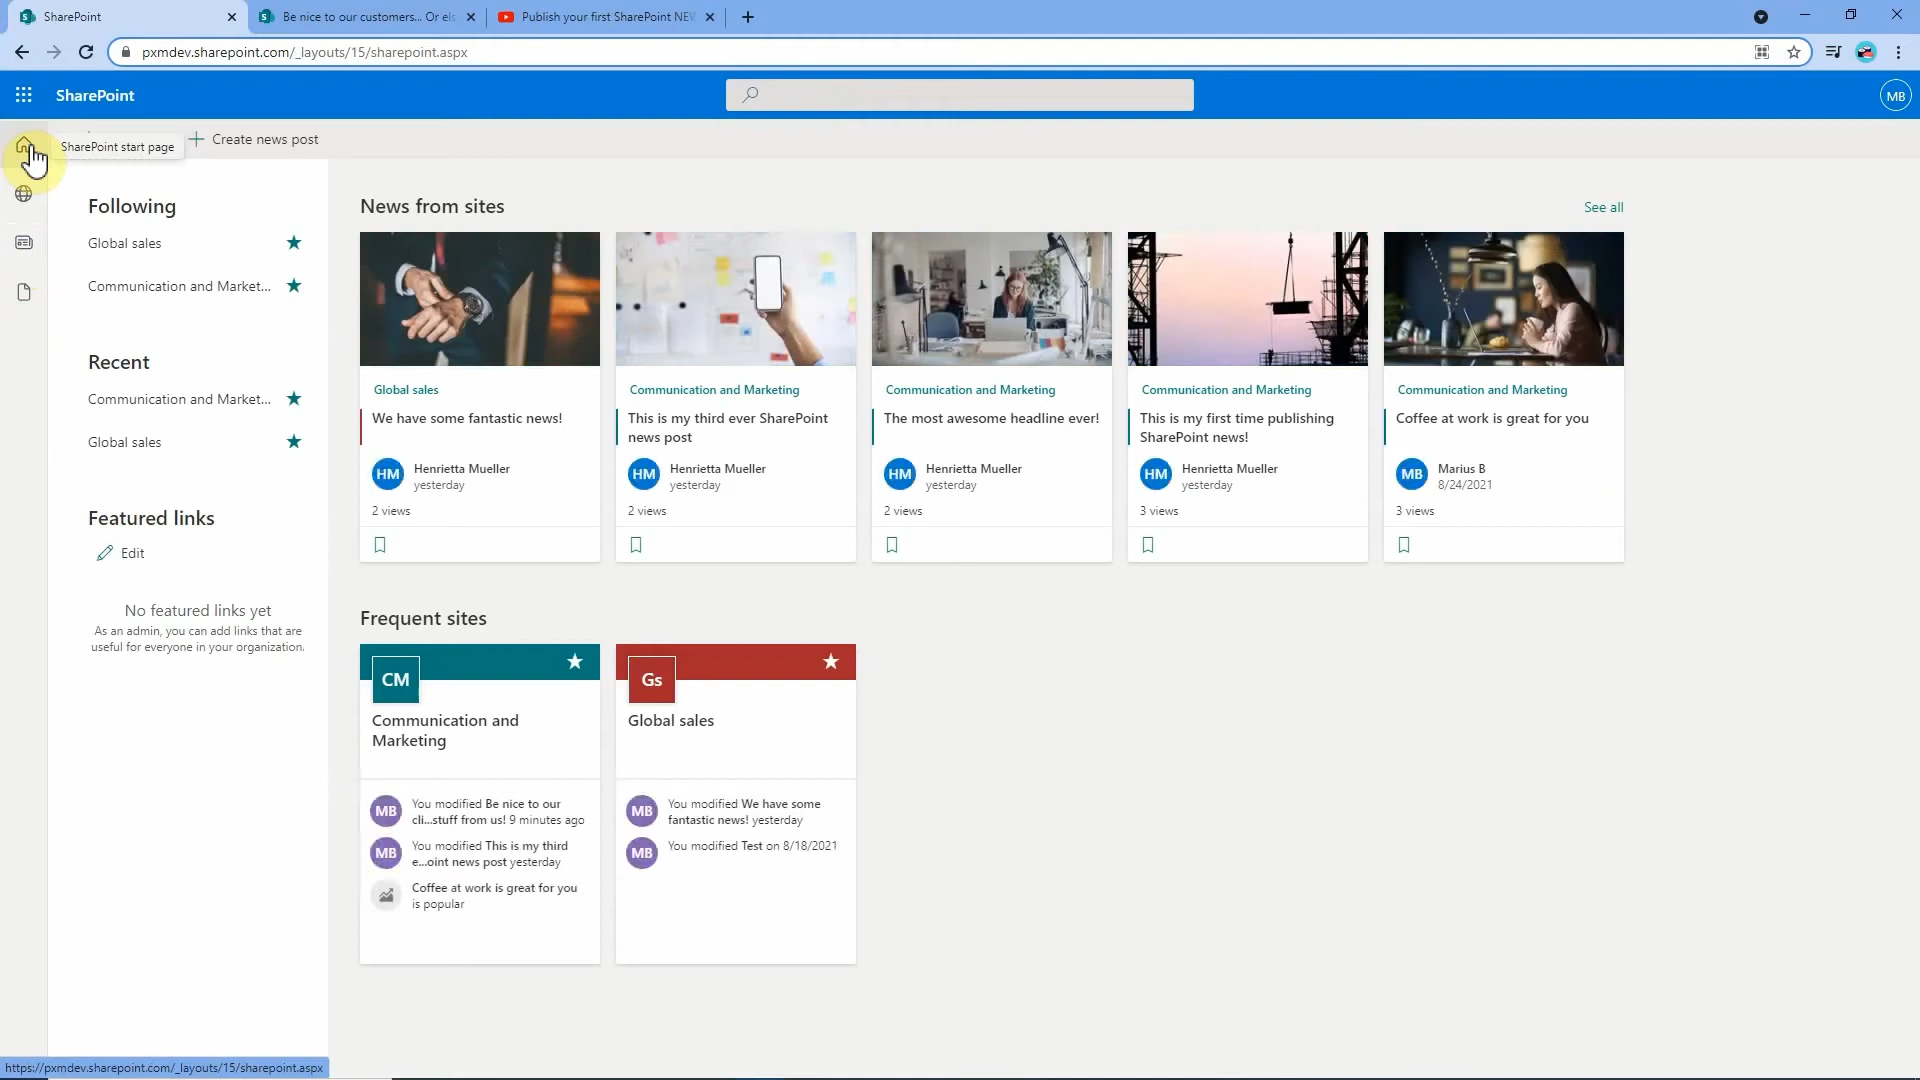 SharePoint
Be nice to our customers... Or els
Publish your first SharePoint NEW
pxmdev.sharepoint.com/_layouts/15/sharepoint.aspx
SharePoint
MB
SharePoint start page
Create news post
Following
Global sales
Communication and Market...
Recent
Communication and Market...
Global sales
Featured links
Edit
No featured links yet
As an admin, you can add links that are
useful for everyone in your organization.
News from sites
See all
Global sales
We have some fantastic news!
HM
Henrietta Mueller
yesterday
2 views
Communication and Marketing
This is my third ever SharePoint
news post
HM
Henrietta Mueller
yesterday
2 views
Communication and Marketing
The most awesome headline ever!
HM
Henrietta Mueller
yesterday
2 views
Communication and Marketing
This is my first time publishing
SharePoint news!
HM
Henrietta Mueller
yesterday
3 views
Communication and Marketing
Coffee at work is great for you
MB
Marius B
8/24/2021
3 views
Frequent sites
CM
Communication and
Marketing
MB
You modified Be nice to our
cli...stuff from us! 9 minutes ago
MB
You modified This is my third
e...oint news post yesterday
Coffee at work is great for you
is popular
Gs
Global sales
MB
You modified We have some
fantastic news! yesterday
MB
You modified Test on 8/18/2021
https://pxmdev.sharepoint.com/_layouts/15/sharepoint.aspx